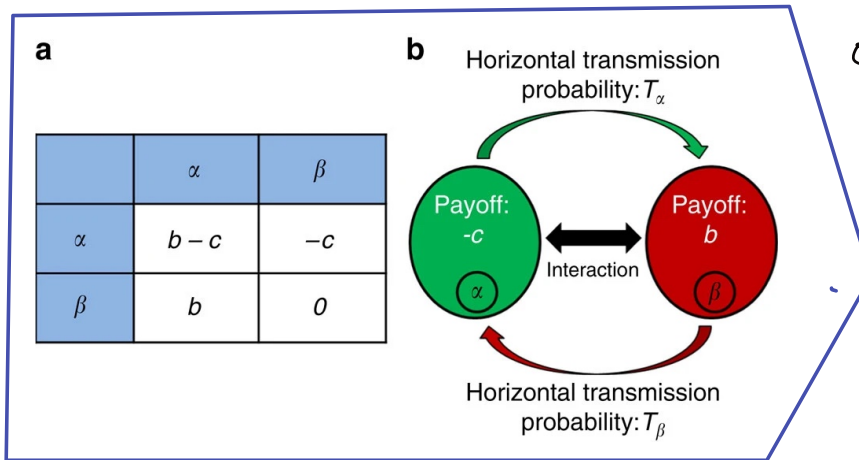 a
b
Horizontal transmission
probability: Tα
α β
α b – c –c
β b 0
Payoff:
-c
α
Interaction
Payoff:
b
β
Horizontal transmission
probability: Tβ